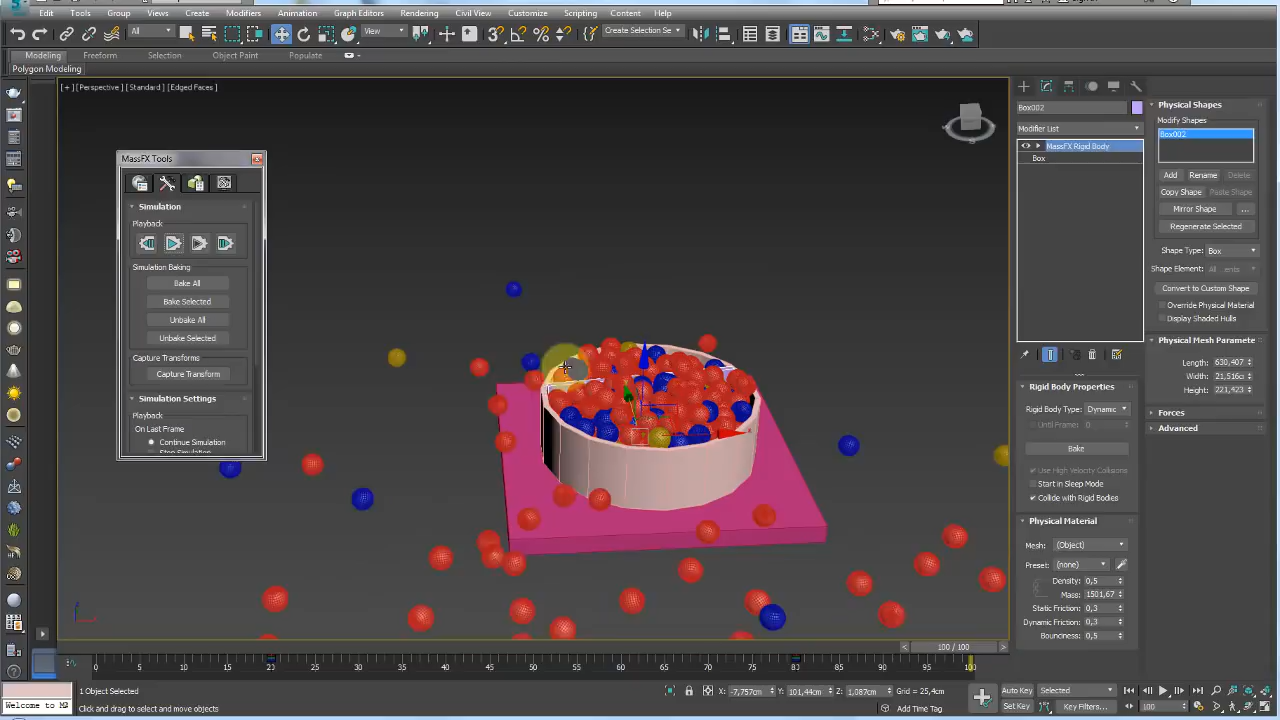 Edit Tools Group Views Create Modifiers Animation Graph Editors Rendering Civil View Customize Scripting Content Help
All View Create Selection Se
Modeling Freeform Selection Object Paint Populate
Polygon Modeling
[+] [Perspective] [Standard] [Edged Faces]
MassFX Tools
Simulation
Playback
Simulation Baking
Bake All
Bake Selected
Unbake All
Unbake Selected
Capture Transforms
Capture Transform
Simulation Settings
Playback
On Last Frame
Continue Simulation
Box002
Modifier List
MassFX Rigid Body
Box
Rigid Body Properties
Rigid Body Type: Dynamic
Until Frame: 0
Bake
Use High Velocity Collisions
Start in Sleep Mode
Collide with Rigid Bodies
Physical Material
Mesh: (Object)
Preset: (none)
Density: 0,5
Mass: 1501,67
Static Friction: 0,3
Dynamic Friction: 0,3
Bounciness: 0,5
Physical Shapes
Modify Shapes
Box002
Add Rename Delete
Copy Shape Paste Shape
Mirror Shape ...
Regenerate Selected
Shape Type: Box
Shape Element:
Convert to Custom Shape
Override Physical Material
Display Shaded Hulls
Physical Mesh Paramete
Length: 630,407
Width: 21,516c
Height: 221,423
Forces
Advanced
100 / 100
0 5 10 15 23 25 30 35 40 45 50 55 60 65 70 75 83 85 90 95 100
1 Object Selected X: -7,757cm Y: 101,44cm Z: 1,087cm Grid = 25,4cm Auto Key Selected
Welcome to M Click and drag to select and move objects Add Time Tag Set Key Key Filters... 100